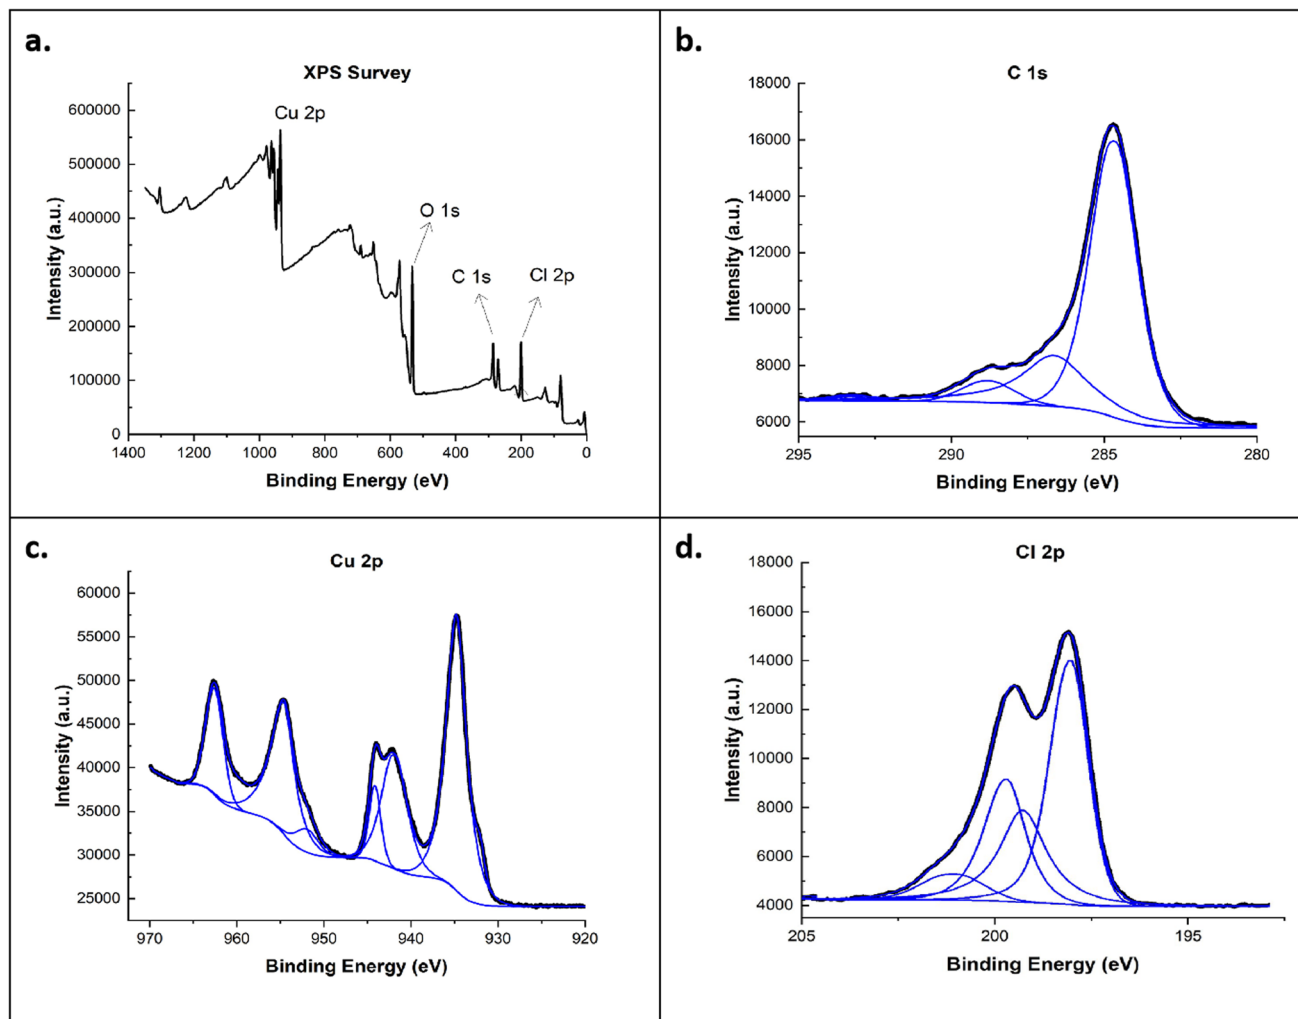 a.
XPS Survey
Intensity (a.u.)
600000
500000
400000
300000
200000
100000
0
Cu 2p
O 1s
C 1s
Cl 2p
1400 1200 1000 800 600 400 200 0
Binding Energy (eV)
b.
C 1s
Intensity (a.u.)
18000
16000
14000
12000
10000
8000
6000
295 290 285 280
Binding Energy (eV)
c.
Cu 2p
Intensity (a.u.)
60000
55000
50000
45000
40000
35000
30000
25000
970 960 950 940 930 920
Binding Energy (eV)
d.
Cl 2p
Intensity (a.u.)
18000
16000
14000
12000
10000
8000
6000
4000
205 200 195
Binding Energy (eV)